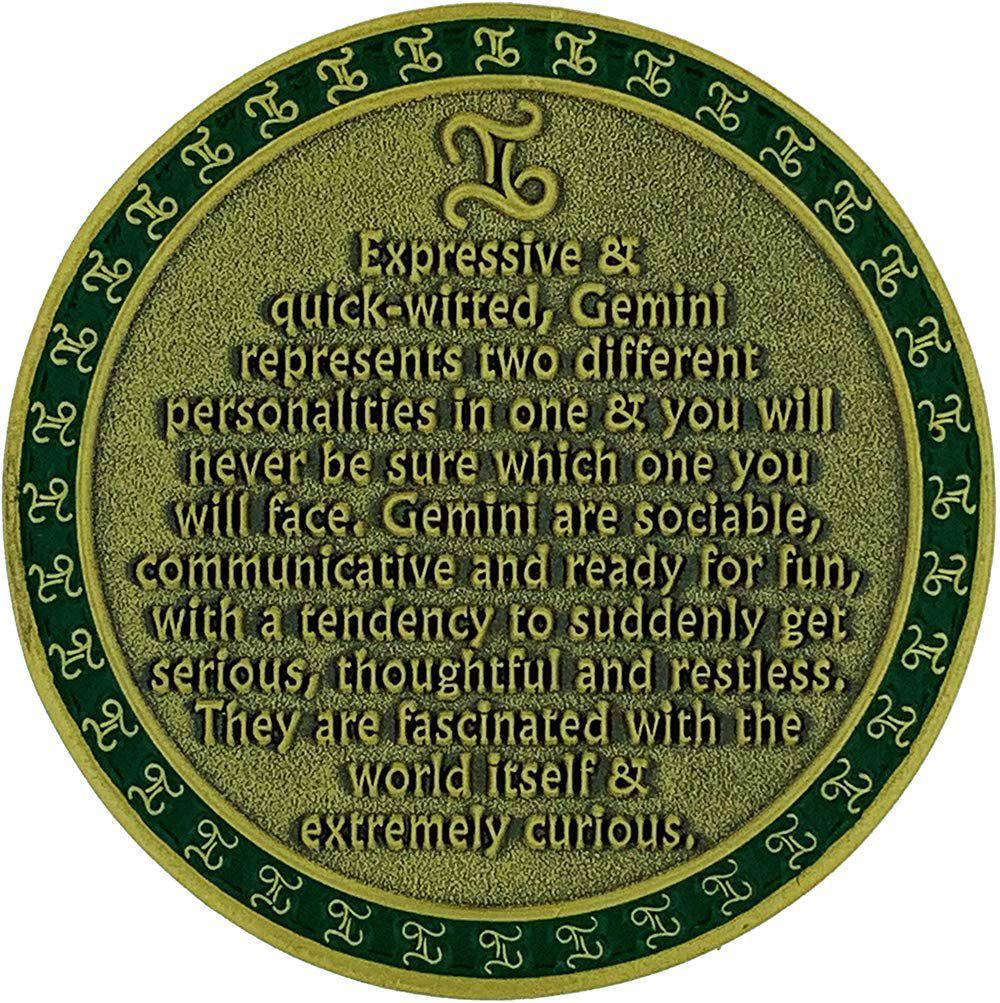 Expressive &
quick-witted, Gemini
represents two different
personalities in one & you will
never be sure which one you
will face. Gemini are sociable,
communicative and ready for fun,
with a tendency to suddenly get
serious, thoughtful and restless.
They are fascinated with the
world itself &
extremely curious.